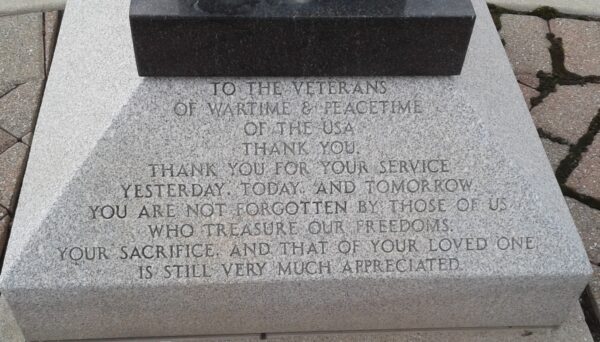 TO THE VETERANS
OF WARTIME & PEACETIME
OF THE USA
THANK YOU.
THANK YOU FOR YOUR SERVICE
YESTERDAY, TODAY, AND TOMORROW.
YOU ARE NOT FORGOTTEN BY THOSE OF US
WHO TREASURE OUR FREEDOMS.
YOUR SACRIFICE, AND THAT OF YOUR LOVED ONE
IS STILL VERY MUCH APPRECIATED.